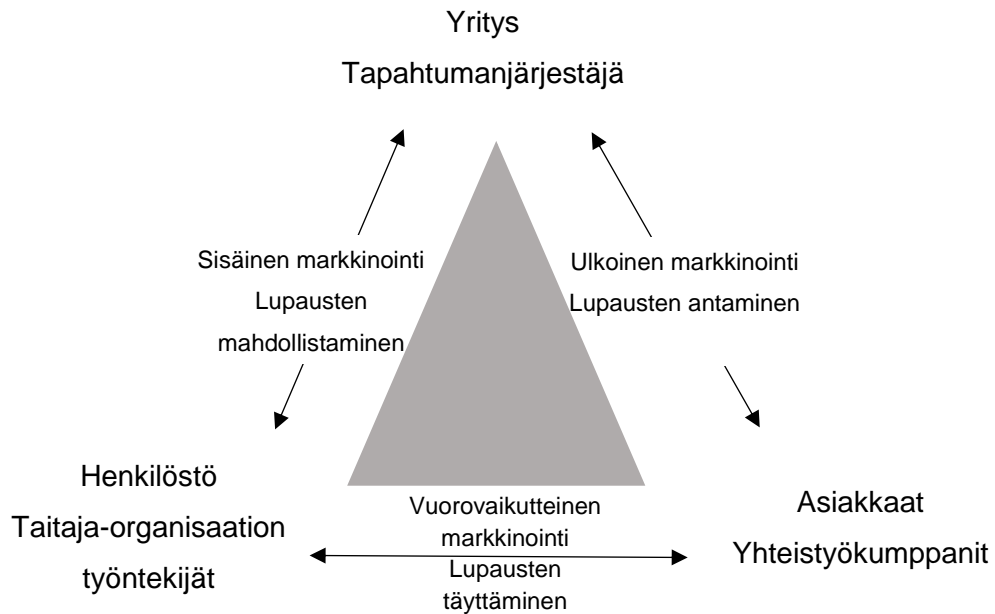 Yritys
Tapahtumanjärjestäjä
Sisäinen markkinointi
Lupausten
mahdollistaminen
Ulkoinen markkinointi
Lupausten antaminen
Henkilöstö
Taitaja-organisaation
työntekijät
Vuorovaikutteinen
markkinointi
Lupausten
täyttäminen
Asiakkaat
Yhteistyökumppanit